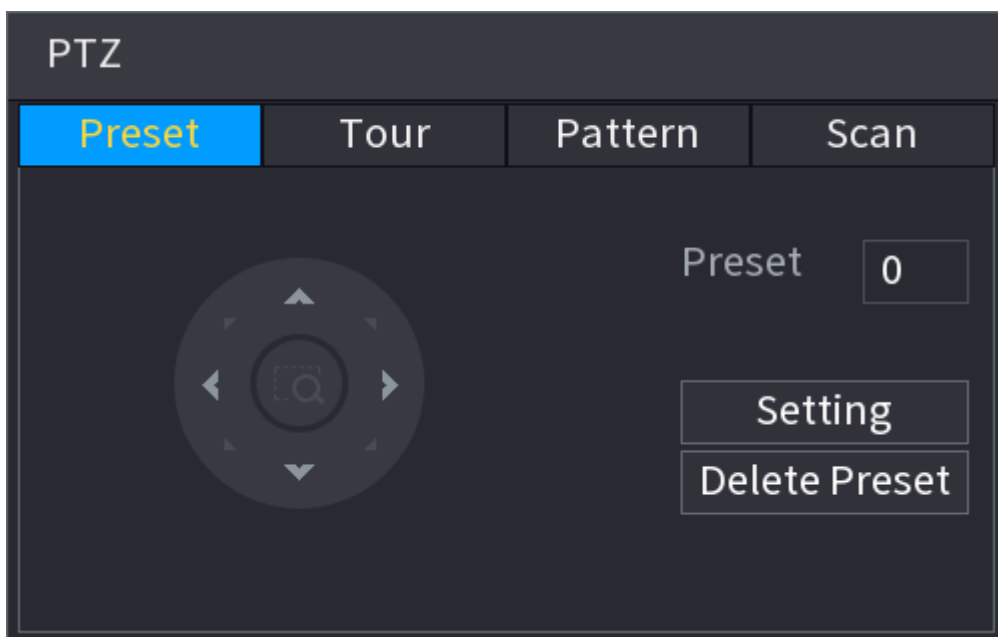 PTZ
Preset Tour Pattern Scan
Preset 0
Setting
Delete Preset